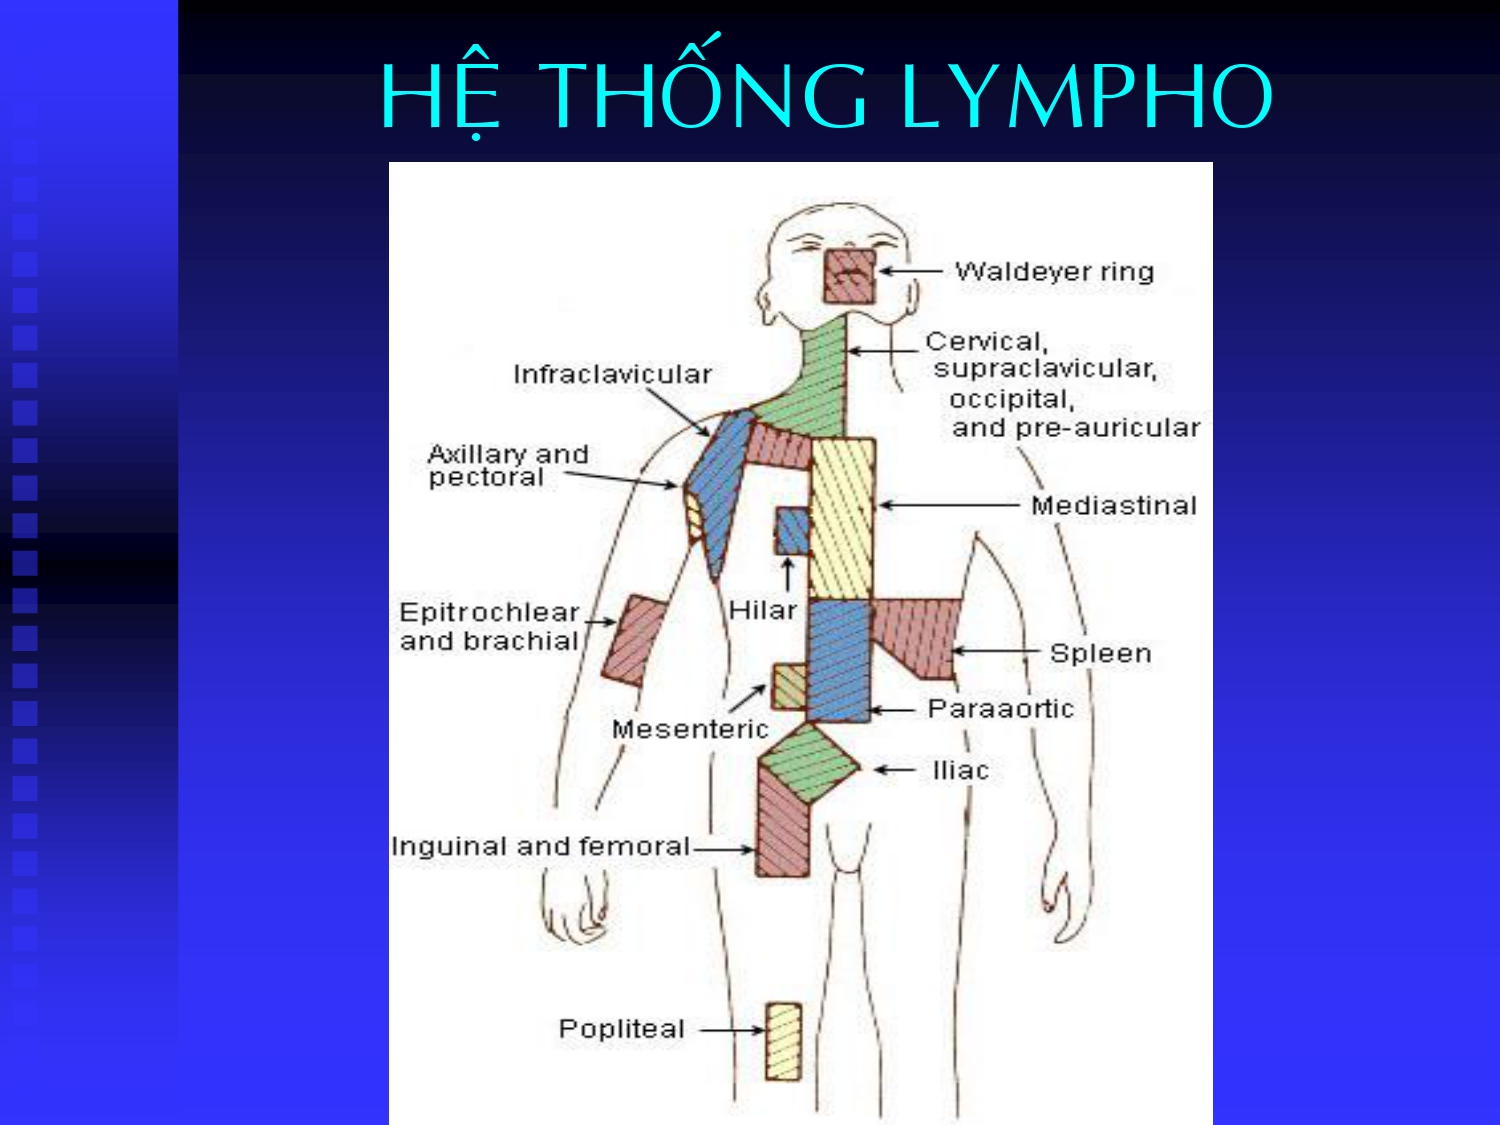 HỆ THỐNG LYMPHO
Waldeyer ring
Cervical,
supraclavicular,
occipital,
and pre-auricular
Infraclavicular
Axillary and
pectoral
Mediastinal
Hilar
Epitrochlear
and brachial
Spleen
Paraaortic
Mesenteric
Iliac
Inguinal and femoral
Popliteal